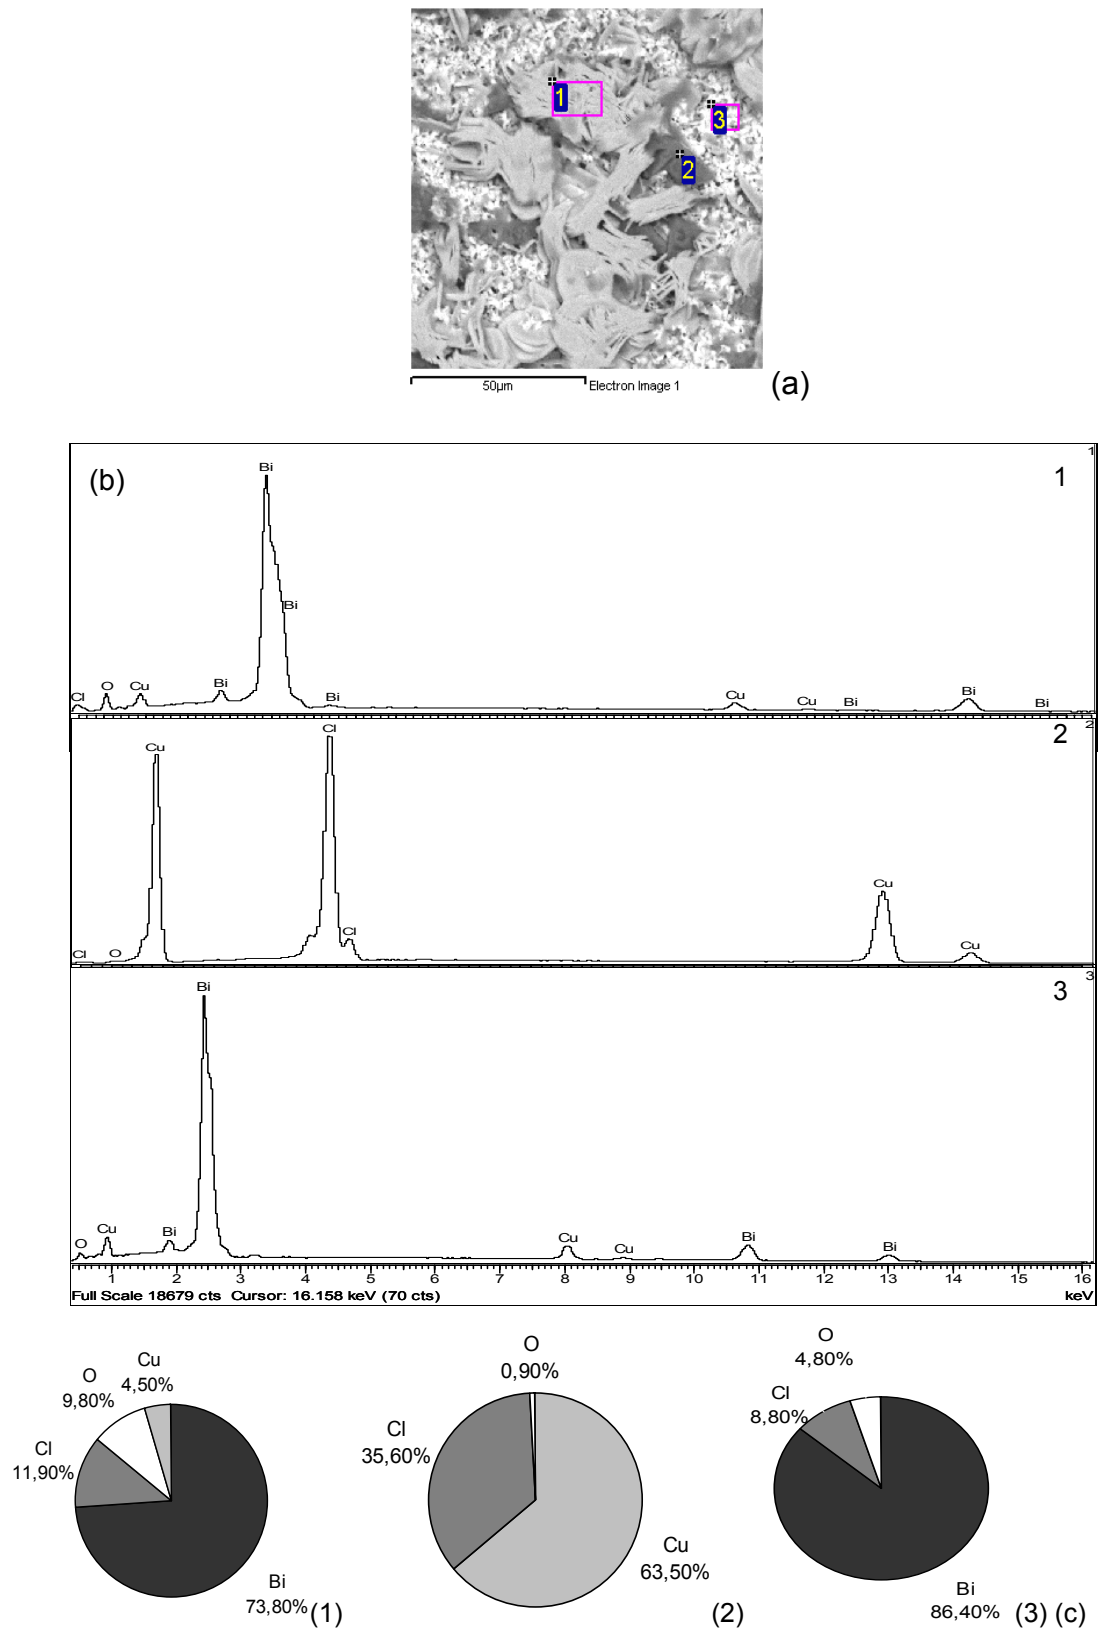 1
3
2
50µm Electron Image 1
(a)
(b)
1
1
Bi
Bi
Cl O Cu Bi Bi Cu Cu Bi Bi Bi
2
2
Cu Cl
Cl O Cl Cu Cu
3
3
Bi
O Cu Bi Cu Cu Bi Bi
1 2 3 4 5 6 7 8 9 10 11 12 13 14 15 16
Full Scale 18679 cts Cursor: 16.158 keV (70 cts) keV
Cu
4,50%
O
9,80%
Cl
11,90%
Bi
73,80%
(1)
O
0,90%
Cl
35,60%
Cu
63,50%
(2)
O
4,80%
Cl
8,80%
Bi
86,40%
(3) (c)